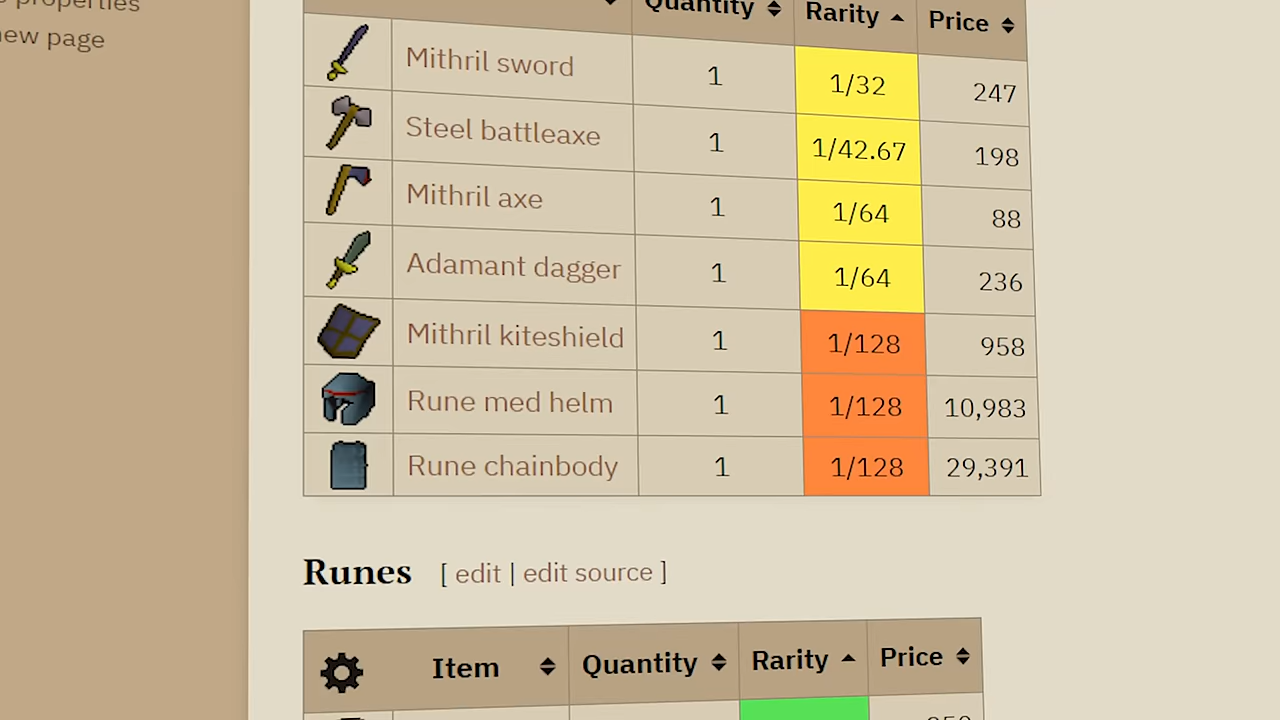 properties
new page
Quantity Rarity Price
Mithril sword 1 1/32 247
Steel battleaxe 1 1/42.67 198
Mithril axe 1 1/64 88
Adamant dagger 1 1/64 236
Mithril kiteshield 1 1/128 958
Rune med helm 1 1/128 10,983
Rune chainbody 1 1/128 29,391
Runes [ edit | edit source ]
Item Quantity Rarity Price